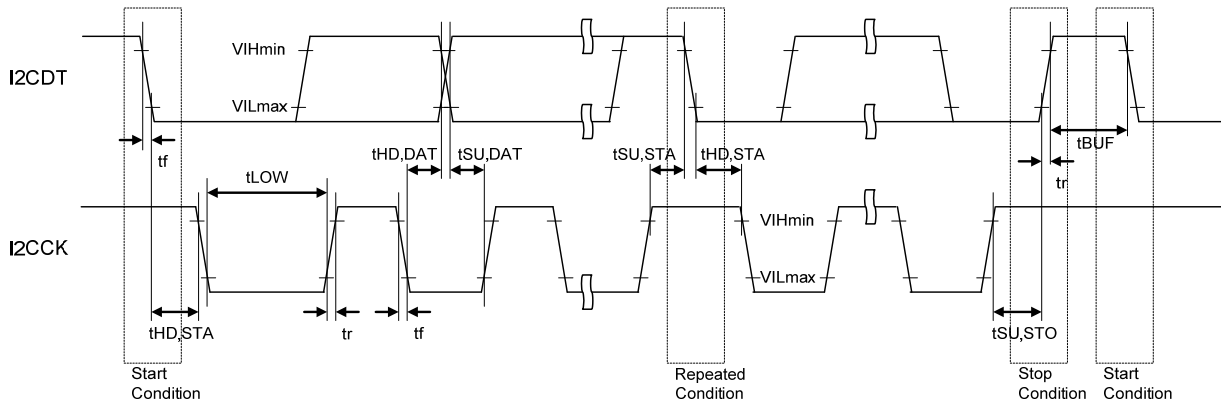 I2CDT
VIHmin
VILmax
tf
tHD,DAT
tSU,DAT
tSU,STA
tHD,STA
tBUF
tr
tLOW
I2CCK
VIHmin
VILmax
tHD,STA
tr
tf
tSU,STO
Start
Condition
Repeated
Condition
Stop
Condition
Start
Condition